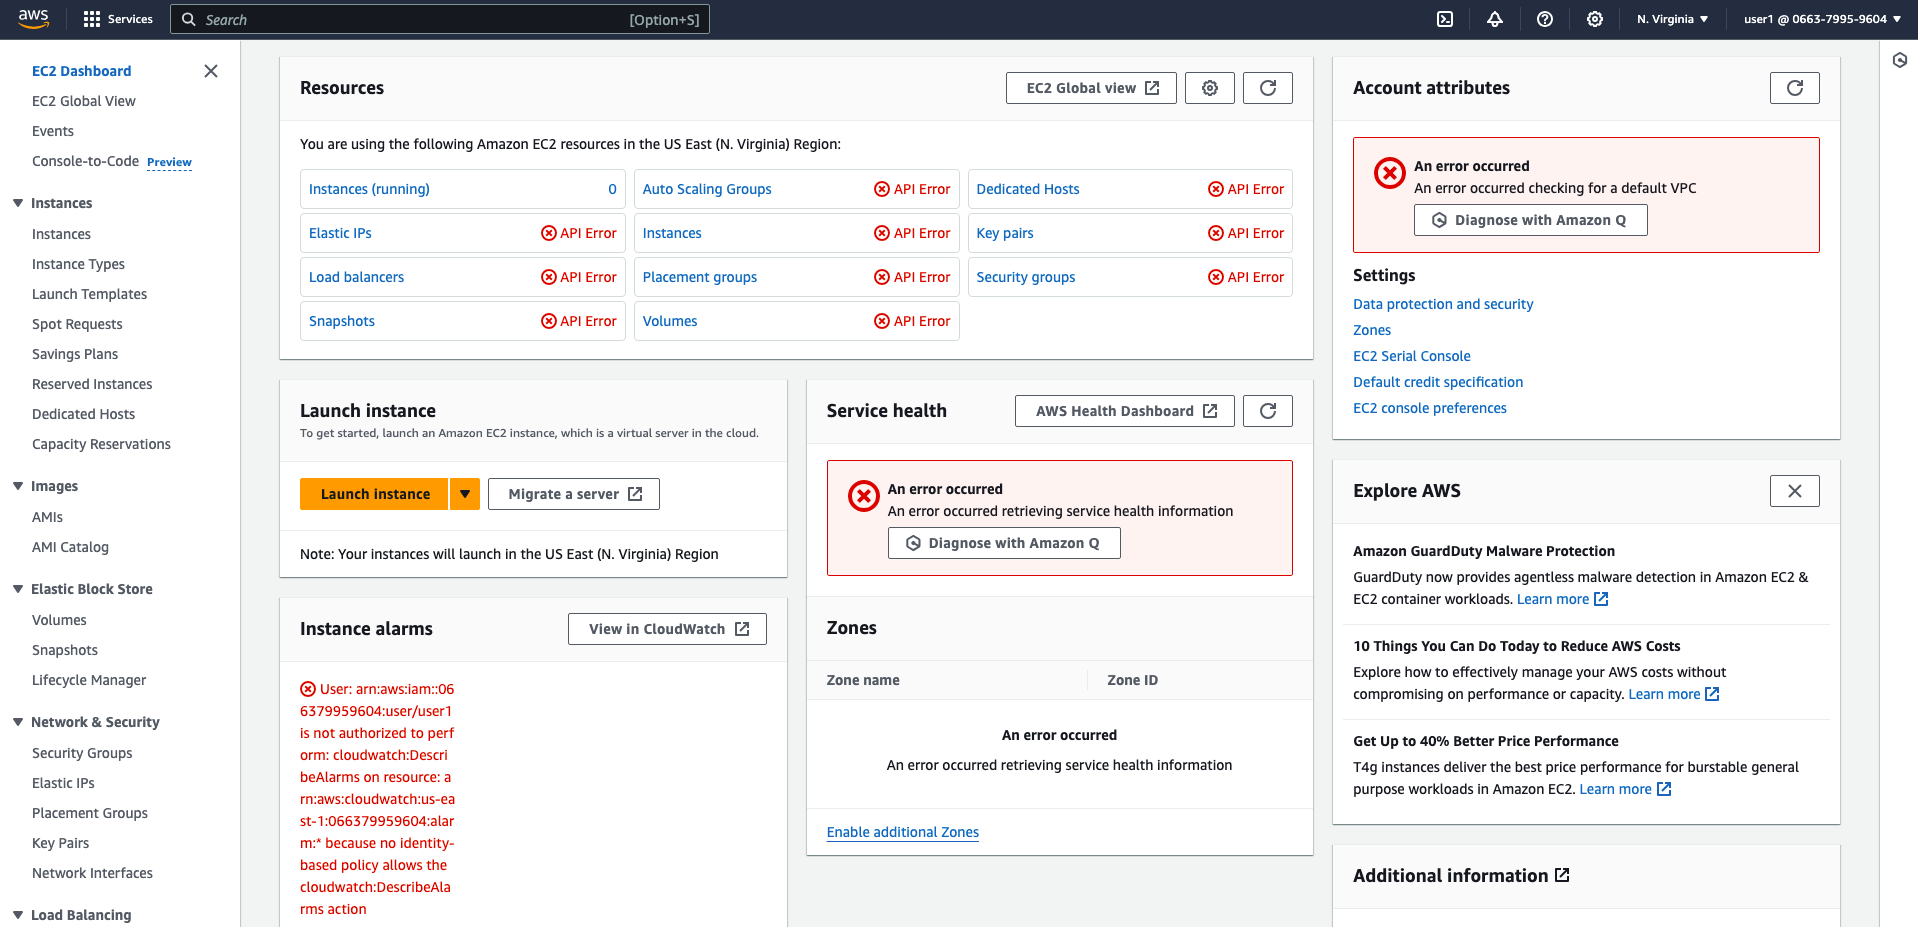 aws
Services
Search
[Option+S]
N. Virginia
user1 @ 0663-7995-9604
EC2 Dashboard
EC2 Global View
Events
Console-to-Code Preview
Instances
Instances
Instance Types
Launch Templates
Spot Requests
Savings Plans
Reserved Instances
Dedicated Hosts
Capacity Reservations
Images
AMIs
AMI Catalog
Elastic Block Store
Volumes
Snapshots
Lifecycle Manager
Network & Security
Security Groups
Elastic IPs
Placement Groups
Key Pairs
Network Interfaces
Load Balancing
Resources
EC2 Global view
You are using the following Amazon EC2 resources in the US East (N. Virginia) Region:
Instances (running) 0
Auto Scaling Groups API Error
Dedicated Hosts API Error
Elastic IPs API Error
Instances API Error
Key pairs API Error
Load balancers API Error
Placement groups API Error
Security groups API Error
Snapshots API Error
Volumes API Error
Launch instance
To get started, launch an Amazon EC2 instance, which is a virtual server in the cloud.
Launch instance
Migrate a server
Note: Your instances will launch in the US East (N. Virginia) Region
Instance alarms
View in CloudWatch
User: arn:aws:iam::06
6379959604:user/user1
is not authorized to perf
orm: cloudwatch:Descri
beAlarms on resource: a
rn:aws:cloudwatch:us-ea
st-1:066379959604:alar
m:* because no identity-
based policy allows the
cloudwatch:DescribeAla
rms action
Service health
AWS Health Dashboard
An error occurred
An error occurred retrieving service health information
Diagnose with Amazon Q
Zones
Zone name
Zone ID
An error occurred
An error occurred retrieving service health information
Enable additional Zones
Account attributes
An error occurred
An error occurred checking for a default VPC
Diagnose with Amazon Q
Settings
Data protection and security
Zones
EC2 Serial Console
Default credit specification
EC2 console preferences
Explore AWS
Amazon GuardDuty Malware Protection
GuardDuty now provides agentless malware detection in Amazon EC2 &
EC2 container workloads. Learn more
10 Things You Can Do Today to Reduce AWS Costs
Explore how to effectively manage your AWS costs without
compromising on performance or capacity. Learn more
Get Up to 40% Better Price Performance
T4g instances deliver the best price performance for burstable general
purpose workloads in Amazon EC2. Learn more
Additional information